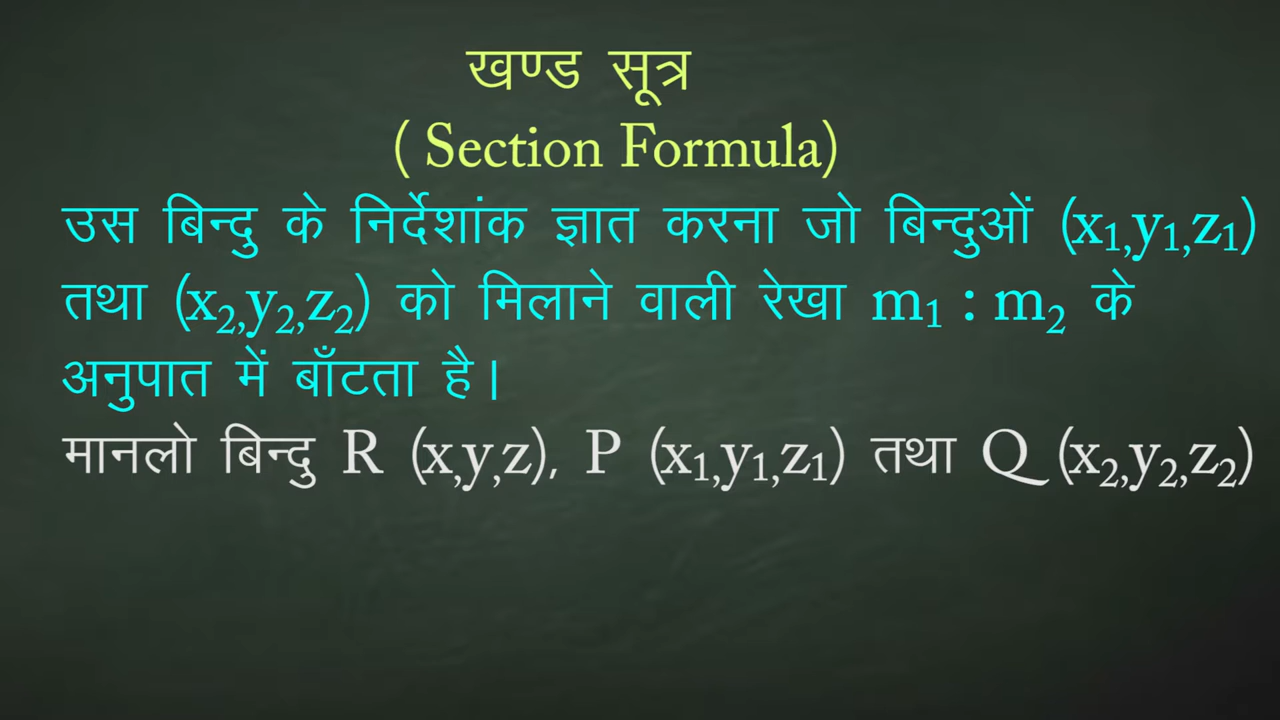 खण्ड सूत्र
( Section Formula)
उस बिन्दु के निर्देशांक ज्ञात करना जो बिन्दुओं (x₁,y₁,z₁)
तथा (x₂,y₂,z₂) को मिलाने वाली रेखा m₁ : m₂ के
अनुपात में बाँटता है।
मानलो बिन्दु R (x,y,z), P (x₁,y₁,z₁) तथा Q (x₂,y₂,z₂)